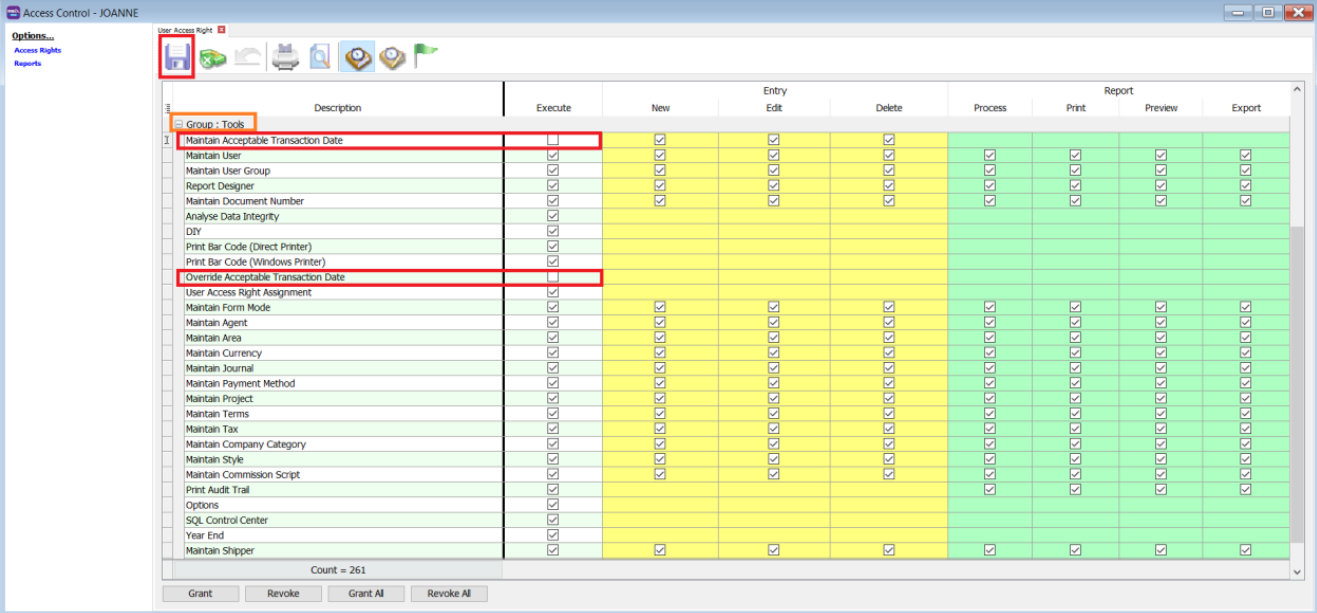 Access Control - JOANNE
Options...
Access Rights
Reports
User Access Right
Entry Report
Description Execute New Edit Delete Process Print Preview Export
Group : Tools
Maintain Acceptable Transaction Date
Maintain User
Maintain User Group
Report Designer
Maintain Document Number
Analyse Data Integrity
DIY
Print Bar Code (Direct Printer)
Print Bar Code (Windows Printer)
Override Acceptable Transaction Date
User Access Right Assignment
Maintain Form Mode
Maintain Agent
Maintain Area
Maintain Currency
Maintain Journal
Maintain Payment Method
Maintain Project
Maintain Terms
Maintain Tax
Maintain Company Category
Maintain Style
Maintain Commission Script
Print Audit Trail
Options
SQL Control Center
Year End
Maintain Shipper
Count = 261
Grant Revoke Grant All Revoke All